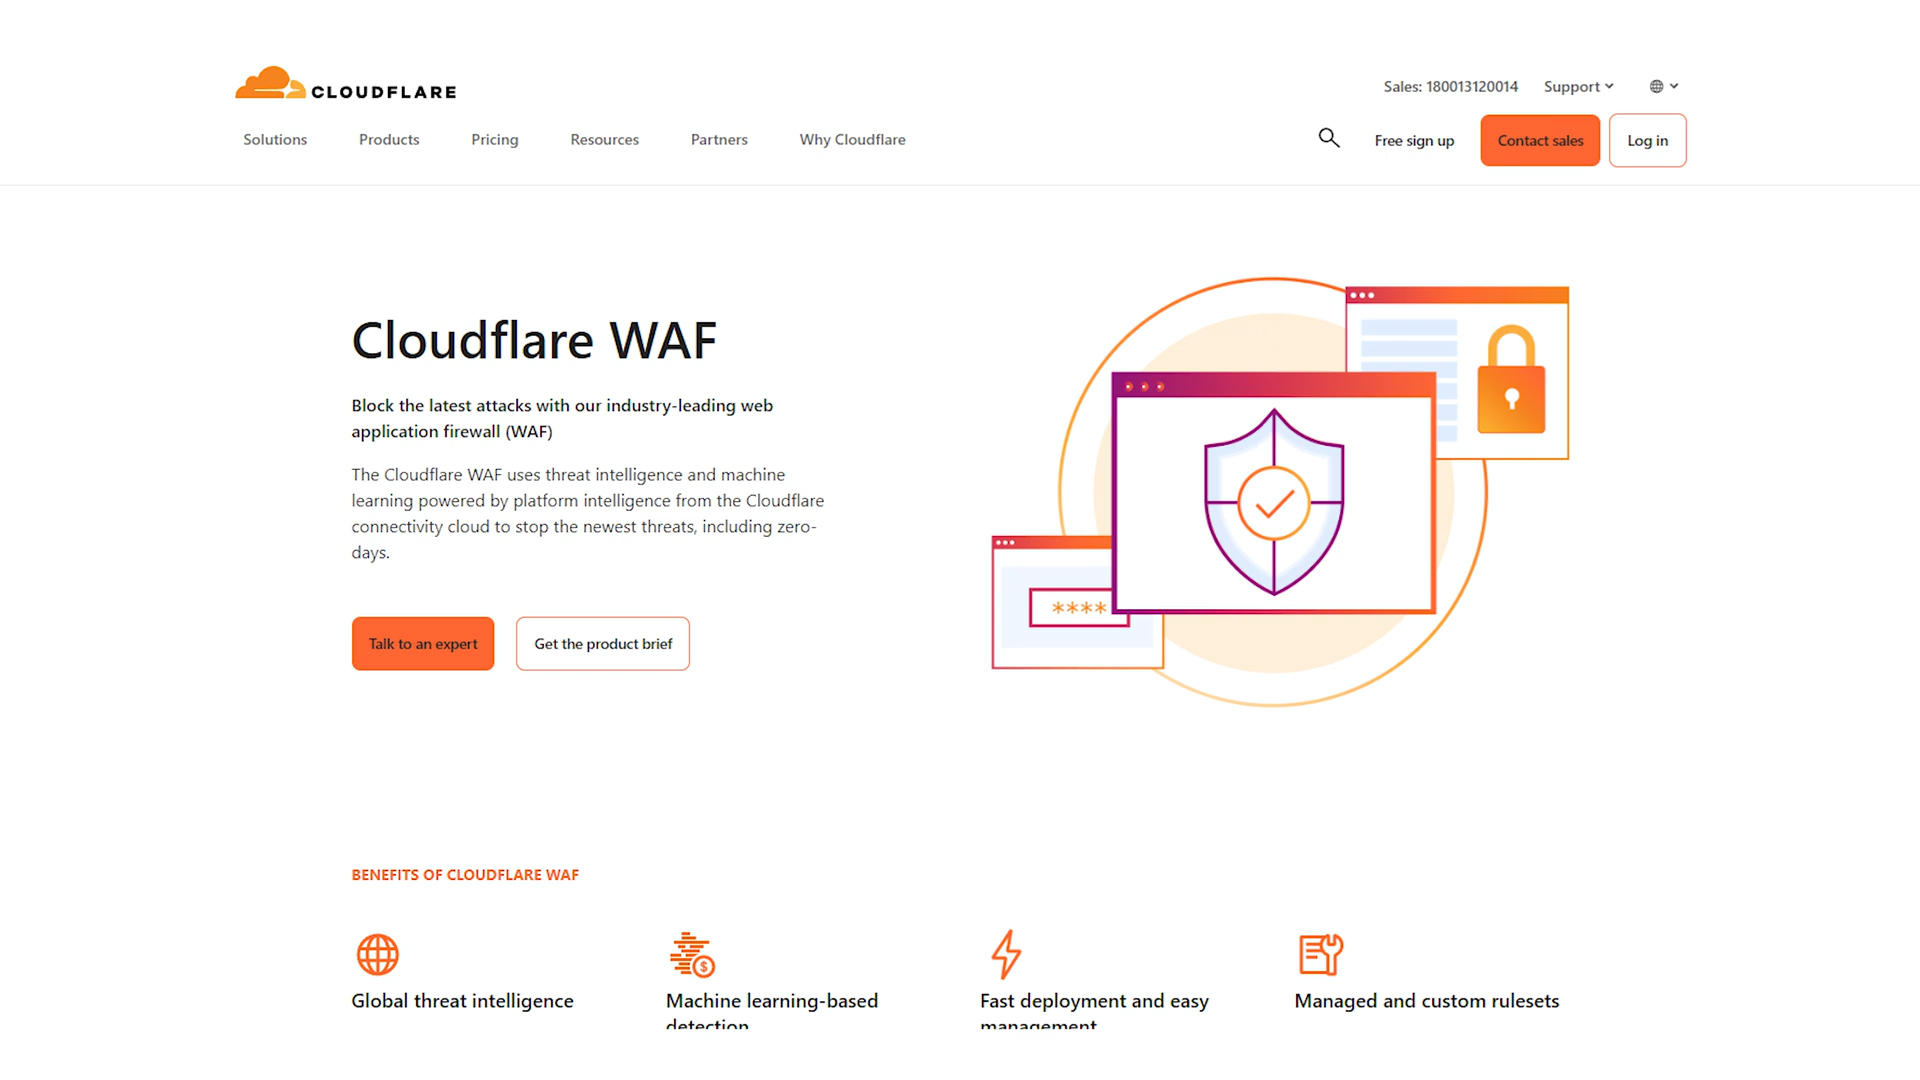 CLOUDFLARE
Sales: 180013120014 Support
Solutions Products Pricing Resources Partners Why Cloudflare
Free sign up Contact sales Log in
Cloudflare WAF
Block the latest attacks with our industry-leading web
application firewall (WAF)
The Cloudflare WAF uses threat intelligence and machine
learning powered by platform intelligence from the Cloudflare
connectivity cloud to stop the newest threats, including zero-
days.
****
Talk to an expert Get the product brief
BENEFITS OF CLOUDFLARE WAF
Global threat intelligence
Machine learning-based
detection
Fast deployment and easy
management
Managed and custom rulesets